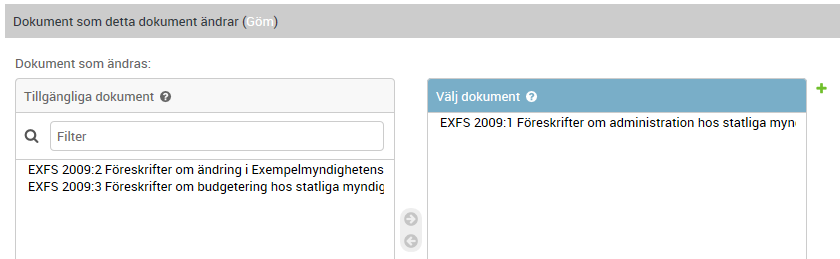 Dokument som detta dokument ändrar (Göm)
Dokument som ändras:
Tillgängliga dokument ?
Välj dokument ?
Filter
EXFS 2009:1 Föreskrifter om administration hos statliga myn
EXFS 2009:2 Föreskrifter om ändring i Exempelmyndighetens
EXFS 2009:3 Föreskrifter om budgetering hos statliga myndig